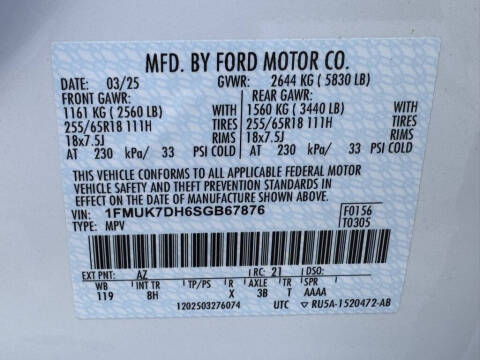 MFD. BY FORD MOTOR CO.
DATE: 03/25 GVWR: 2644 KG ( 5830 LB)
FRONT GAWR: REAR GAWR:
1161 KG ( 2560 LB) WITH 1560 KG ( 3440 LB) WITH
255/65R18 111H TIRES 255/65R18 111H TIRES
18x7.5J RIMS 18x7.5J RIMS
AT 230 kPa/ 33 PSI COLD AT 230 kPa/ 33 PSI COLD
THIS VEHICLE CONFORMS TO ALL APPLICABLE FEDERAL MOTOR
VEHICLE SAFETY AND THEFT PREVENTION STANDARDS IN
EFFECT ON THE DATE OF MANUFACTURE SHOWN ABOVE.
VIN: 1FMUK7DH6SGB67876 F0156
TYPE: MPV T0305
EXT PNT: AZ RC: 21 DSO:
WB INT TR TP/PS R AXLE TR SPR
119 8H X 3B T AAAA
1202503276074 UTC RU5A-1520472-AB